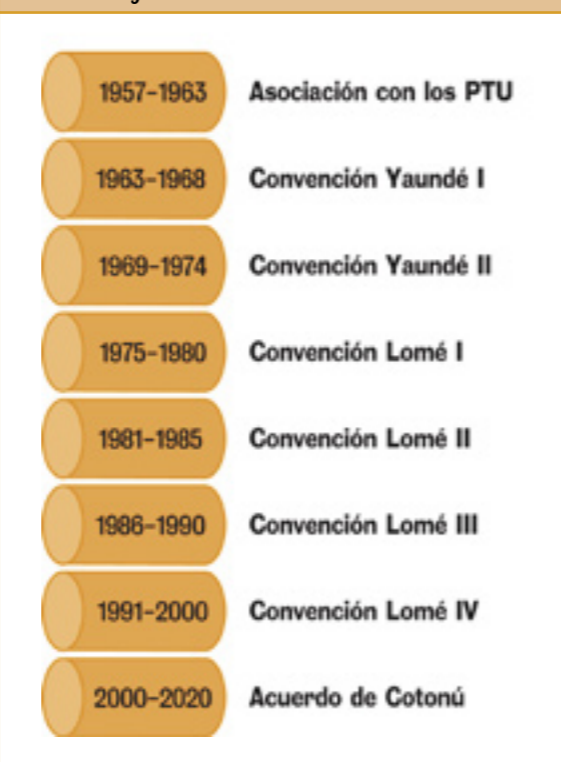 1957-1963 Asociación con los PTU
1963-1968 Convención Yaundé I
1969-1974 Convención Yaundé II
1975-1980 Convención Lomé I
1981-1985 Convención Lomé II
1986-1990 Convención Lomé III
1991-2000 Convención Lomé IV
2000-2020 Acuerdo de Cotonú